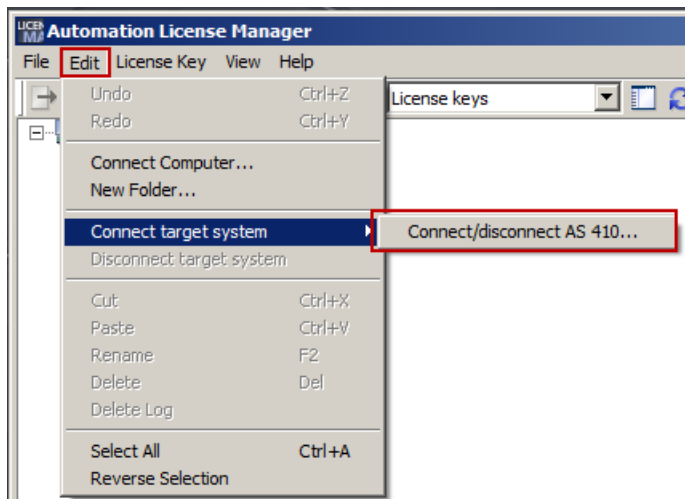 Automation License Manager
File Edit License Key View Help
License keys
Undo Ctrl+Z
Redo Ctrl+Y
Connect Computer...
New Folder...
Connect target system
Connect/disconnect AS 410...
Disconnect target system
Cut Ctrl+X
Paste Ctrl+V
Rename F2
Delete Del
Delete Log
Select All Ctrl+A
Reverse Selection